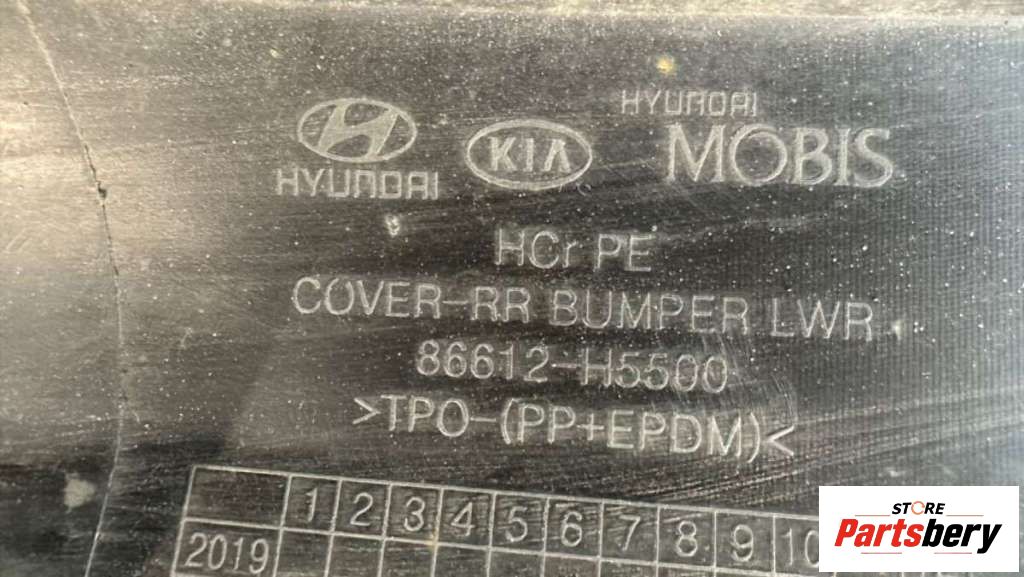 HYUNDAI
KIA
HYUNDAI
MOBIS
HCr PE
COVER-RR BUMPER LWR
86612-H5500
>TPO-(PP+EPDM)<
1 2 3 4 5 6 7 8 9 10
2019
STORE
Partsbery